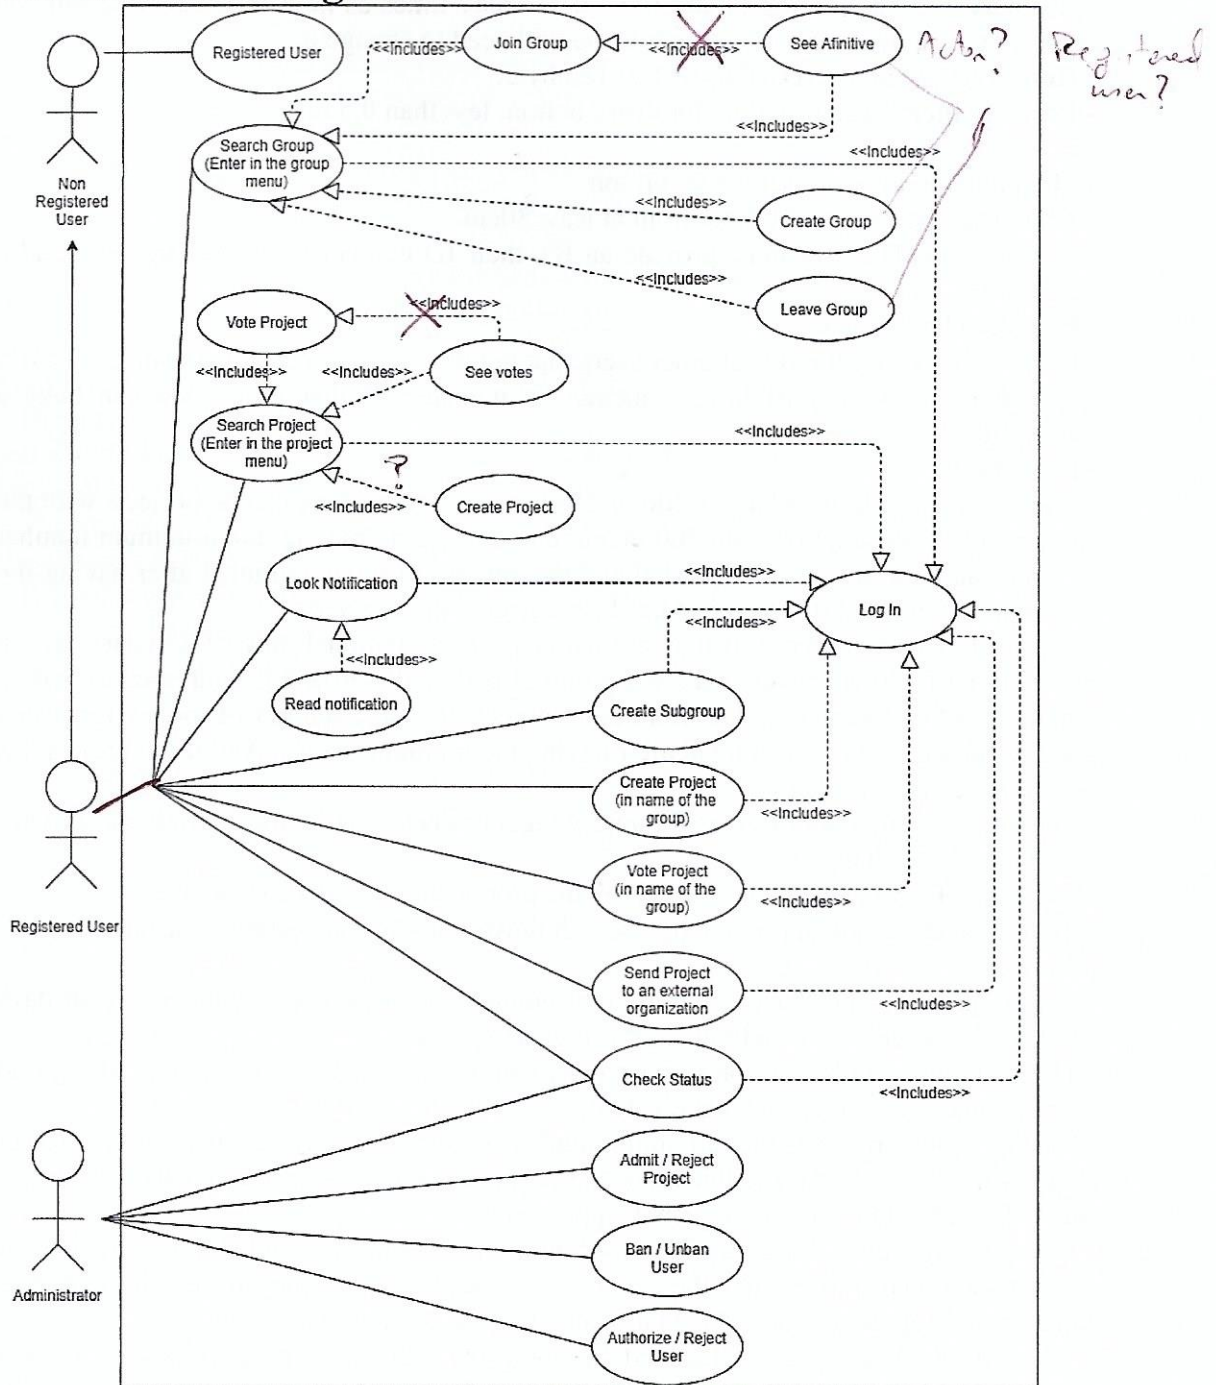 Registered User
<<Includes>>
Join Group
<<Includes>>
See Afinitive
Actor?
Registered
user?
<<Includes>>
Search Group
(Enter in the group
menu)
<<Includes>>
Non
Registered
User
<<Includes>>
Create Group
<<Includes>>
Leave Group
<<Includes>>
Vote Project
<<Includes>>
<<Includes>>
See votes
Search Project
(Enter in the project
menu)
<<Includes>>
?
<<Includes>>
Create Project
Look Notification
<<Includes>>
Log In
<<Includes>>
<<Includes>>
Read notification
Create Subgroup
Create Project
(in name of the
group)
<<Includes>>
Vote Project
(in name of the
group)
<<Includes>>
Registered User
Send Project
to an external
organization
<<Includes>>
Check Status
<<Includes>>
Admit / Reject
Project
Ban / Unban
User
Administrator
Authorize / Reject
User